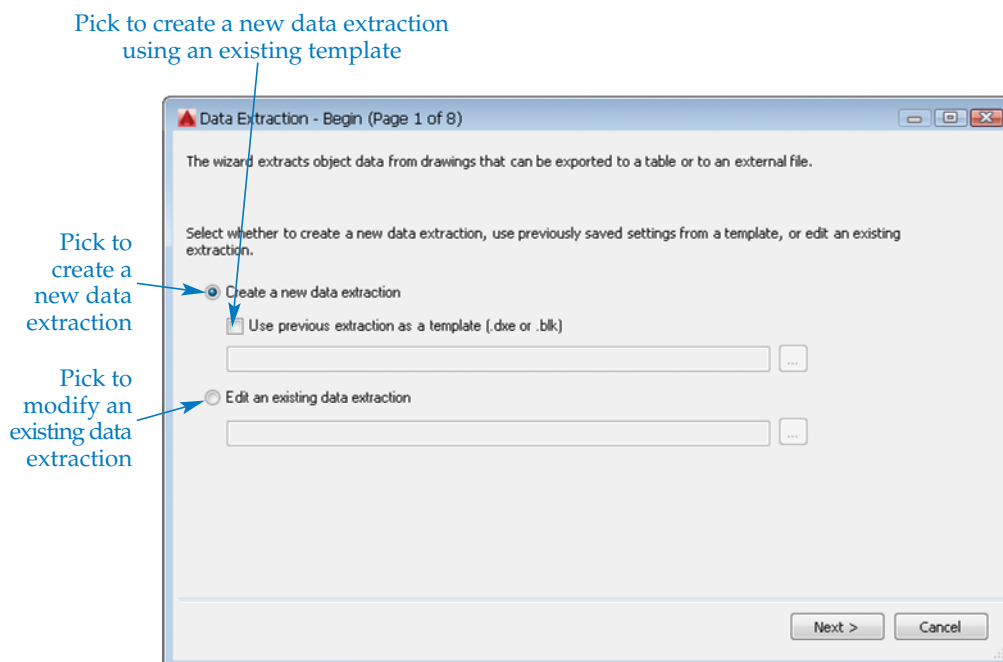 Pick to create a new data extraction
using an existing template
Data Extraction - Begin (Page 1 of 8)
The wizard extracts object data from drawings that can be exported to a table or to an external file.
Select whether to create a new data extraction, use previously saved settings from a template, or edit an existing
extraction.
Pick to
create a
new data
extraction
Create a new data extraction
Use previous extraction as a template (.dxe or .blk)
...
Pick to
modify an
existing data
extraction
Edit an existing data extraction
...
Next >
Cancel